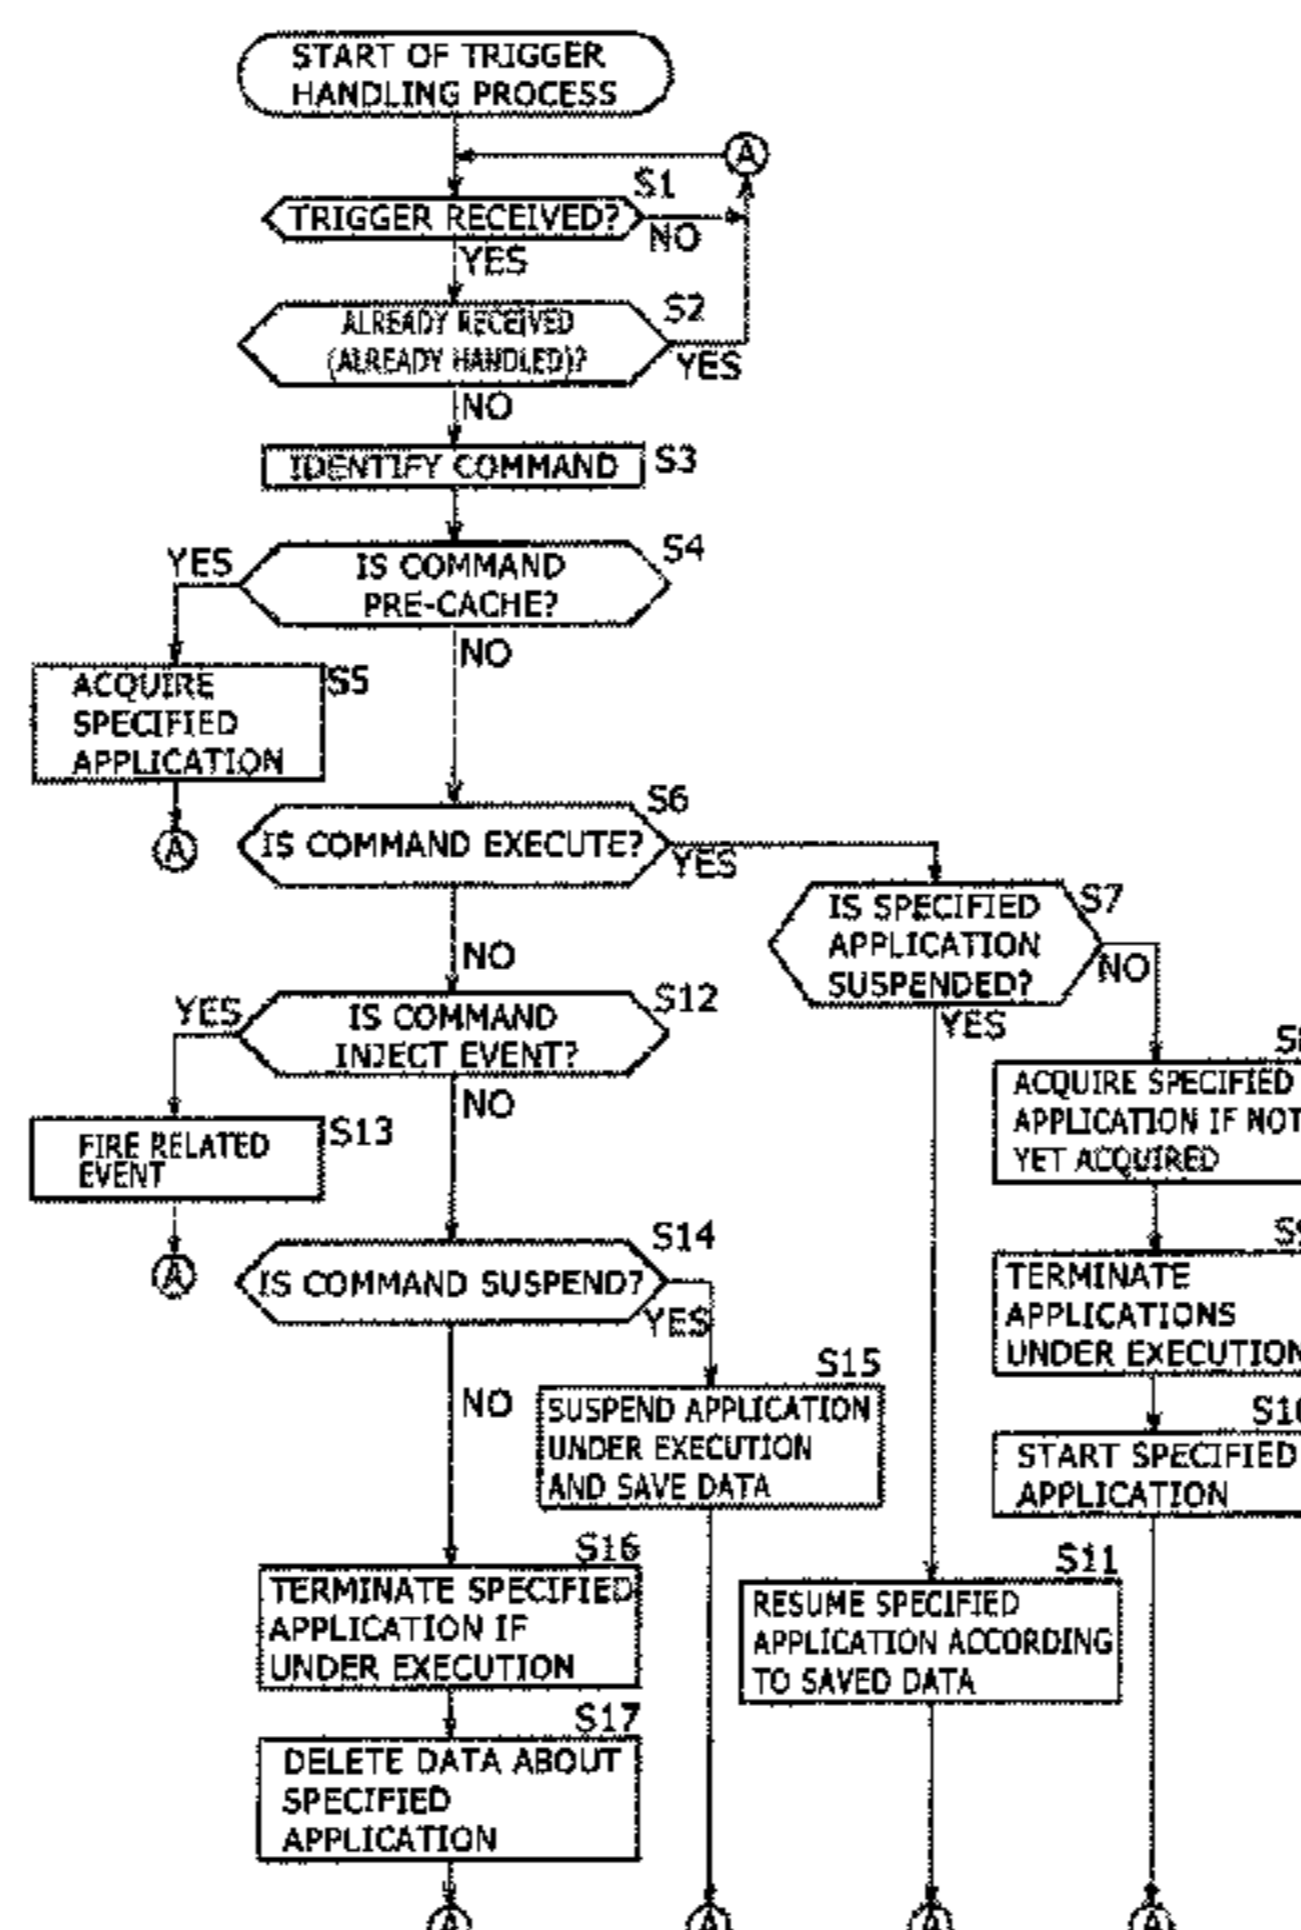 START OF TRIGGER
HANDLING PROCESS
A
S1
TRIGGER RECEIVED?
NO
YES
S2
ALREADY RECEIVED
(ALREADY HANDLED)?
YES
NO
IDENTIFY COMMAND
S3
S4
YES
IS COMMAND
PRE-CACHE?
NO
S5
ACQUIRE
SPECIFIED
APPLICATION
A
S6
IS COMMAND EXECUTE?
YES
NO
S7
IS SPECIFIED
APPLICATION
SUSPENDED?
NO
YES
S12
YES
IS COMMAND
INJECT EVENT?
NO
S13
FIRE RELATED
EVENT
A
ACQUIRE SPECIFIED
APPLICATION IF NOT
YET ACQUIRED
S14
IS COMMAND SUSPEND?
YES
NO
TERMINATE
APPLICATIONS
UNDER EXECUTION
S15
SUSPEND APPLICATION
UNDER EXECUTION
AND SAVE DATA
S10
START SPECIFIED
APPLICATION
S16
TERMINATE SPECIFIED
APPLICATION IF
UNDER EXECUTION
S11
RESUME SPECIFIED
APPLICATION ACCORDING
TO SAVED DATA
S17
DELETE DATA ABOUT
SPECIFIED
APPLICATION
A
A
A
A